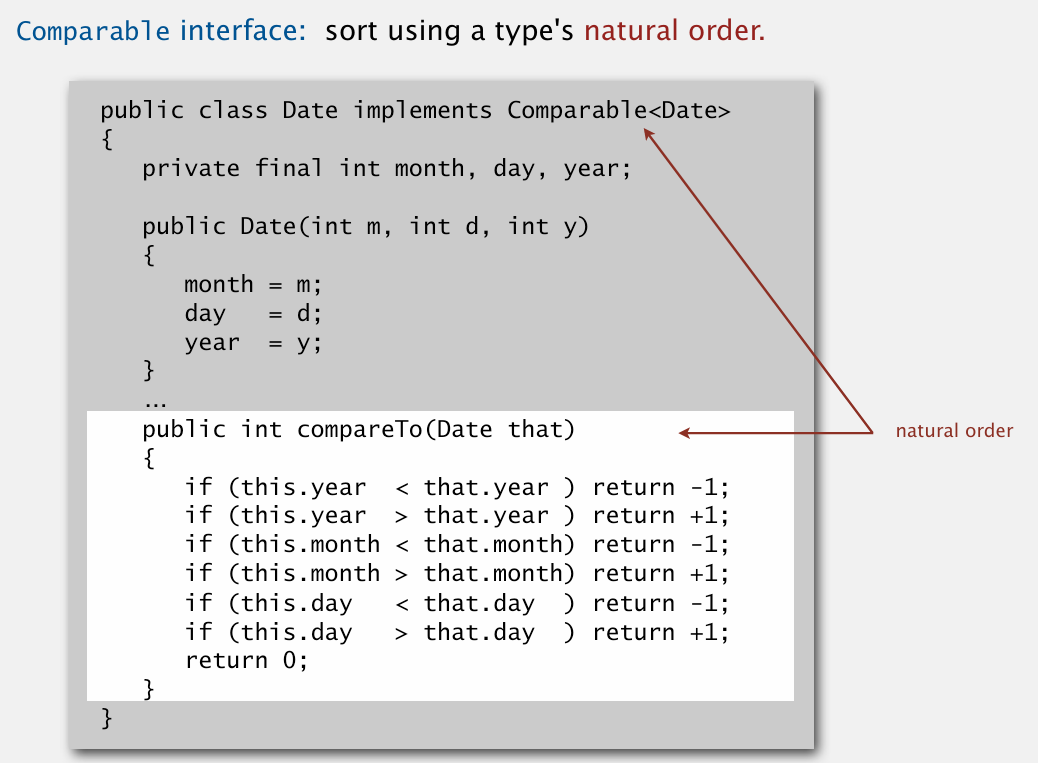 Comparable interface: sort using a type's natural order.
public class Date implements Comparable<Date>
{
   private final int month, day, year;

   public Date(int m, int d, int y)
   {
      month = m;
      day   = d;
      year  = y;
   }
   …
   public int compareTo(Date that)
   {
      if (this.year  < that.year ) return -1;
      if (this.year  > that.year ) return +1;
      if (this.month < that.month) return -1;
      if (this.month > that.month) return +1;
      if (this.day   < that.day  ) return -1;
      if (this.day   > that.day  ) return +1;
      return 0;
   }
}
natural order